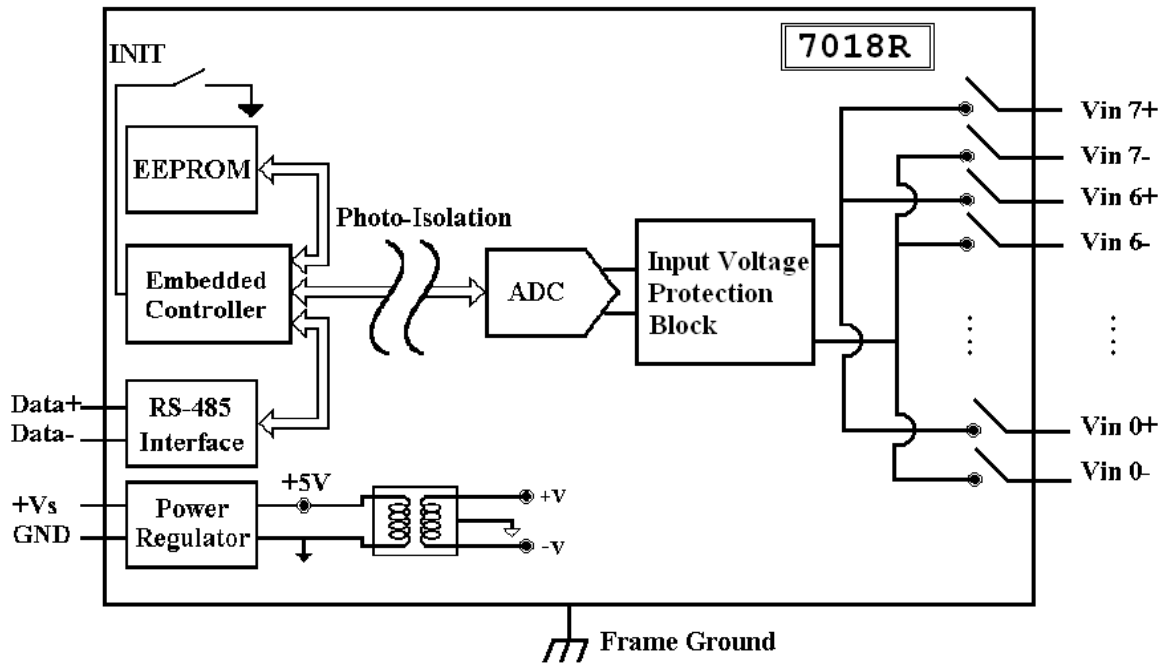 7018R
INIT
EEPROM
Photo-Isolation
Embedded
Controller
ADC
Input Voltage
Protection
Block
Vin 7+
Vin 7-
Vin 6+
Vin 6-
Vin 0+
Vin 0-
Data+
Data-
RS-485
Interface
+Vs
GND
Power
Regulator
+5V
+V
-V
Frame Ground